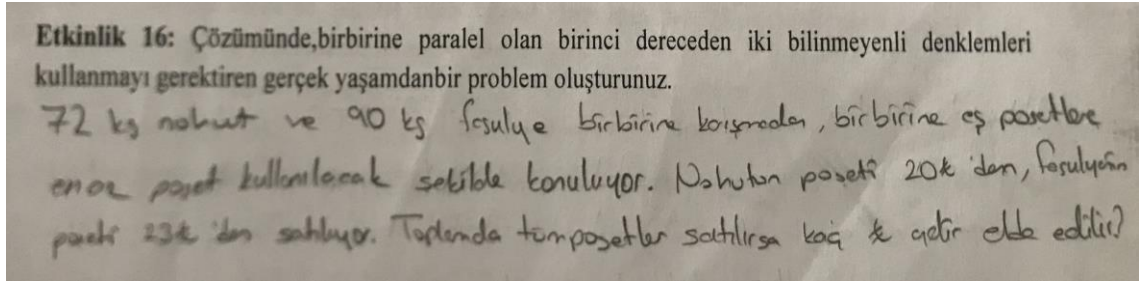 Etkinlik 16: Çözümünde,birbirine paralel olan birinci dereceden iki bilinmeyenli denklemleri
kullanmayı gerektiren gerçek yaşamdanbir problem oluşturunuz.
72 kg nohut ve 90 kg fasulye birbirine karışmadan, birbirine eş poşetlere
en az poşet kullanılacak şekilde konuluyor. Nohutun poşeti 20₺'den, fasulyenin
poşeti 23₺'den satılıyor. Toplamda tüm poşetler satılırsa kaç ₺ gelir elde edilir?